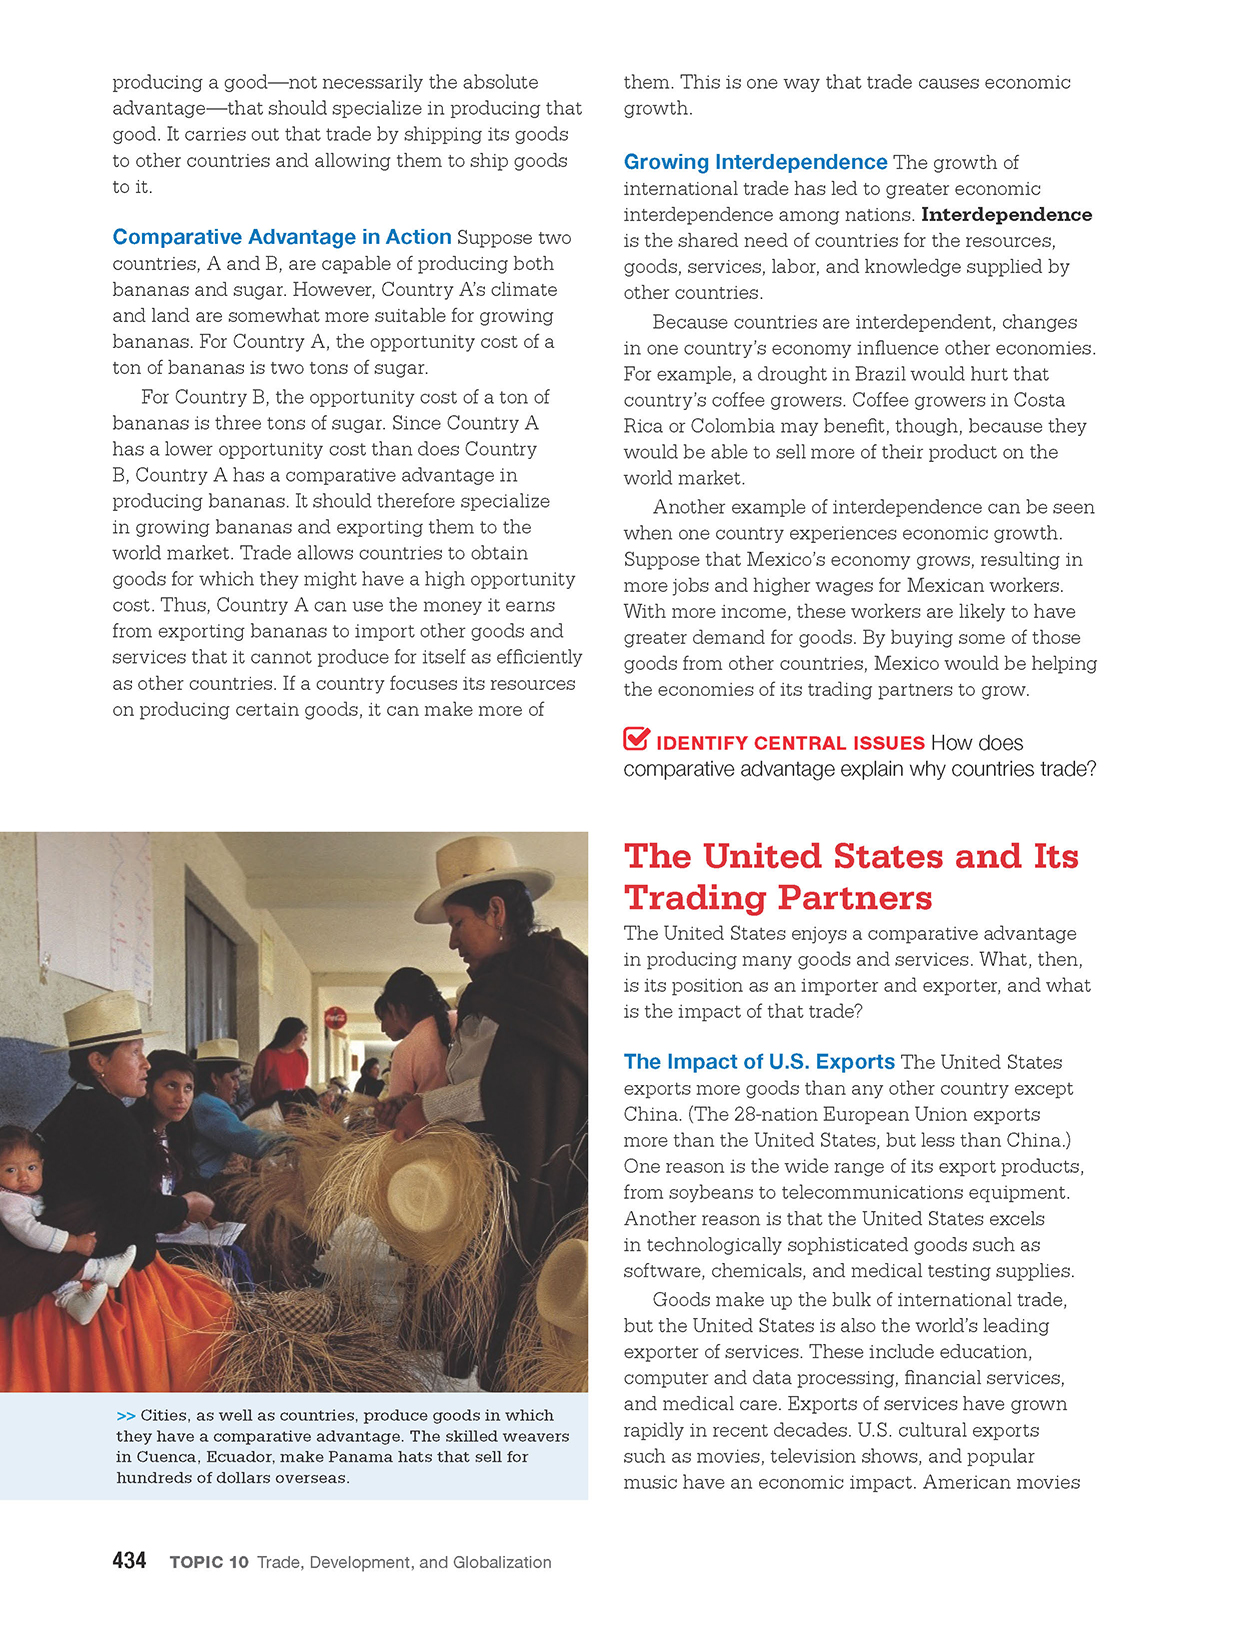 producing a good—not necessarily the absolute
advantage—that should specialize in producing that
good. It carries out that trade by shipping its goods
to other countries and allowing them to ship goods
to it.
Comparative Advantage in Action Suppose two
countries, A and B, are capable of producing both
bananas and sugar. However, Country A's climate
and land are somewhat more suitable for growing
bananas. For Country A, the opportunity cost of a
ton of bananas is two tons of sugar.
For Country B, the opportunity cost of a ton of
bananas is three tons of sugar. Since Country A
has a lower opportunity cost than does Country
B, Country A has a comparative advantage in
producing bananas. It should therefore specialize
in growing bananas and exporting them to the
world market. Trade allows countries to obtain
goods for which they might have a high opportunity
cost. Thus, Country A can use the money it earns
from exporting bananas to import other goods and
services that it cannot produce for itself as efficiently
as other countries. If a country focuses its resources
on producing certain goods, it can make more of
them. This is one way that trade causes economic
growth.
Growing Interdependence The growth of
international trade has led to greater economic
interdependence among nations. Interdependence
is the shared need of countries for the resources,
goods, services, labor, and knowledge supplied by
other countries.
Because countries are interdependent, changes
in one country's economy influence other economies.
For example, a drought in Brazil would hurt that
country's coffee growers. Coffee growers in Costa
Rica or Colombia may benefit, though, because they
would be able to sell more of their product on the
world market.
Another example of interdependence can be seen
when one country experiences economic growth.
Suppose that Mexico's economy grows, resulting in
more jobs and higher wages for Mexican workers.
With more income, these workers are likely to have
greater demand for goods. By buying some of those
goods from other countries, Mexico would be helping
the economies of its trading partners to grow.
IDENTIFY CENTRAL ISSUES How does
comparative advantage explain why countries trade?
The United States and Its
Trading Partners
The United States enjoys a comparative advantage
in producing many goods and services. What, then,
is its position as an importer and exporter, and what
is the impact of that trade?
The Impact of U.S. Exports The United States
exports more goods than any other country except
China. (The 28-nation European Union exports
more than the United States, but less than China.)
One reason is the wide range of its export products,
from soybeans to telecommunications equipment.
Another reason is that the United States excels
in technologically sophisticated goods such as
software, chemicals, and medical testing supplies.
Goods make up the bulk of international trade,
but the United States is also the world's leading
exporter of services. These include education,
computer and data processing, financial services,
and medical care. Exports of services have grown
rapidly in recent decades. U.S. cultural exports
such as movies, television shows, and popular
music have an economic impact. American movies
>> Cities, as well as countries, produce goods in which
they have a comparative advantage. The skilled weavers
in Cuenca, Ecuador, make Panama hats that sell for
hundreds of dollars overseas.
434 TOPIC 10 Trade, Development, and Globalization